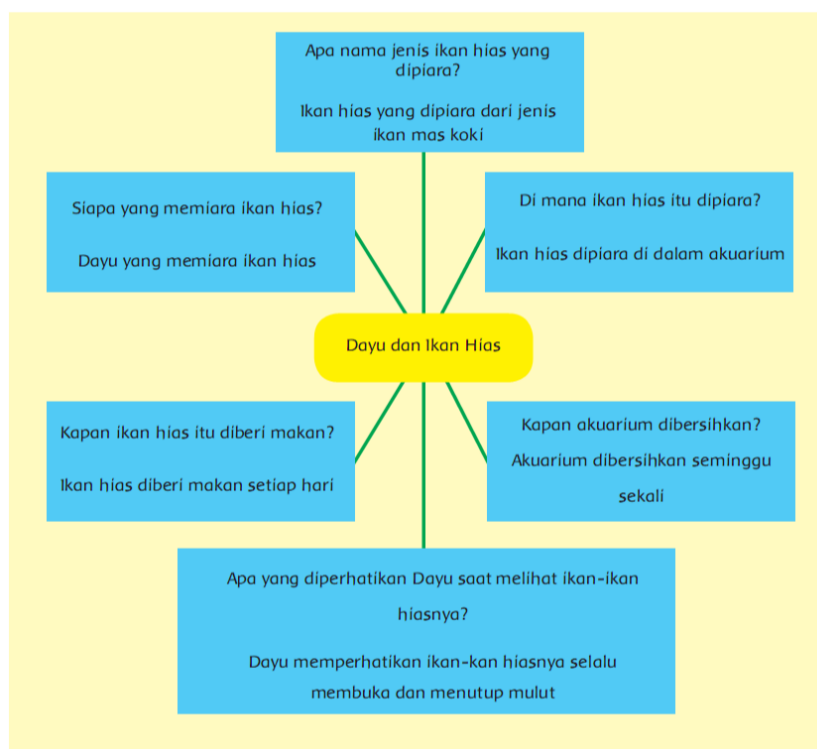 Apa nama jenis ikan hias yang
dipiara?
Ikan hias yang dipiara dari jenis
ikan mas koki
Siapa yang memiara ikan hias?
Dayu yang memiara ikan hias
Di mana ikan hias itu dipiara?
Ikan hias dipiara di dalam akuarium
Dayu dan Ikan Hias
Kapan ikan hias itu diberi makan?
Ikan hias diberi makan setiap hari
Kapan akuarium dibersihkan?
Akuarium dibersihkan seminggu
sekali
Apa yang diperhatikan Dayu saat melihat ikan-ikan
hiasnya?
Dayu memperhatikan ikan-kan hiasnya selalu
membuka dan menutup mulut